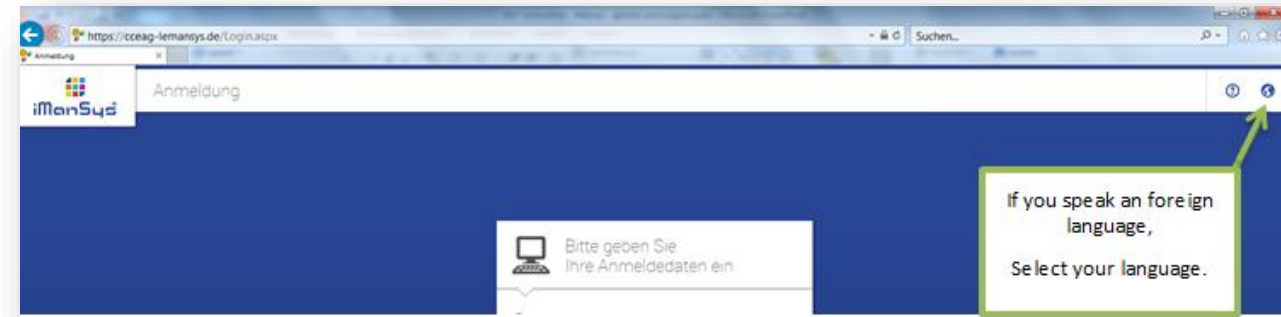 https://cceag-lemansys.de/Login.aspx
Suchen...
Anmeldung
iManSys
Anmeldung
If you speak an foreign
language,
Select your language.
Bitte geben Sie
Ihre Anmeldedaten ein